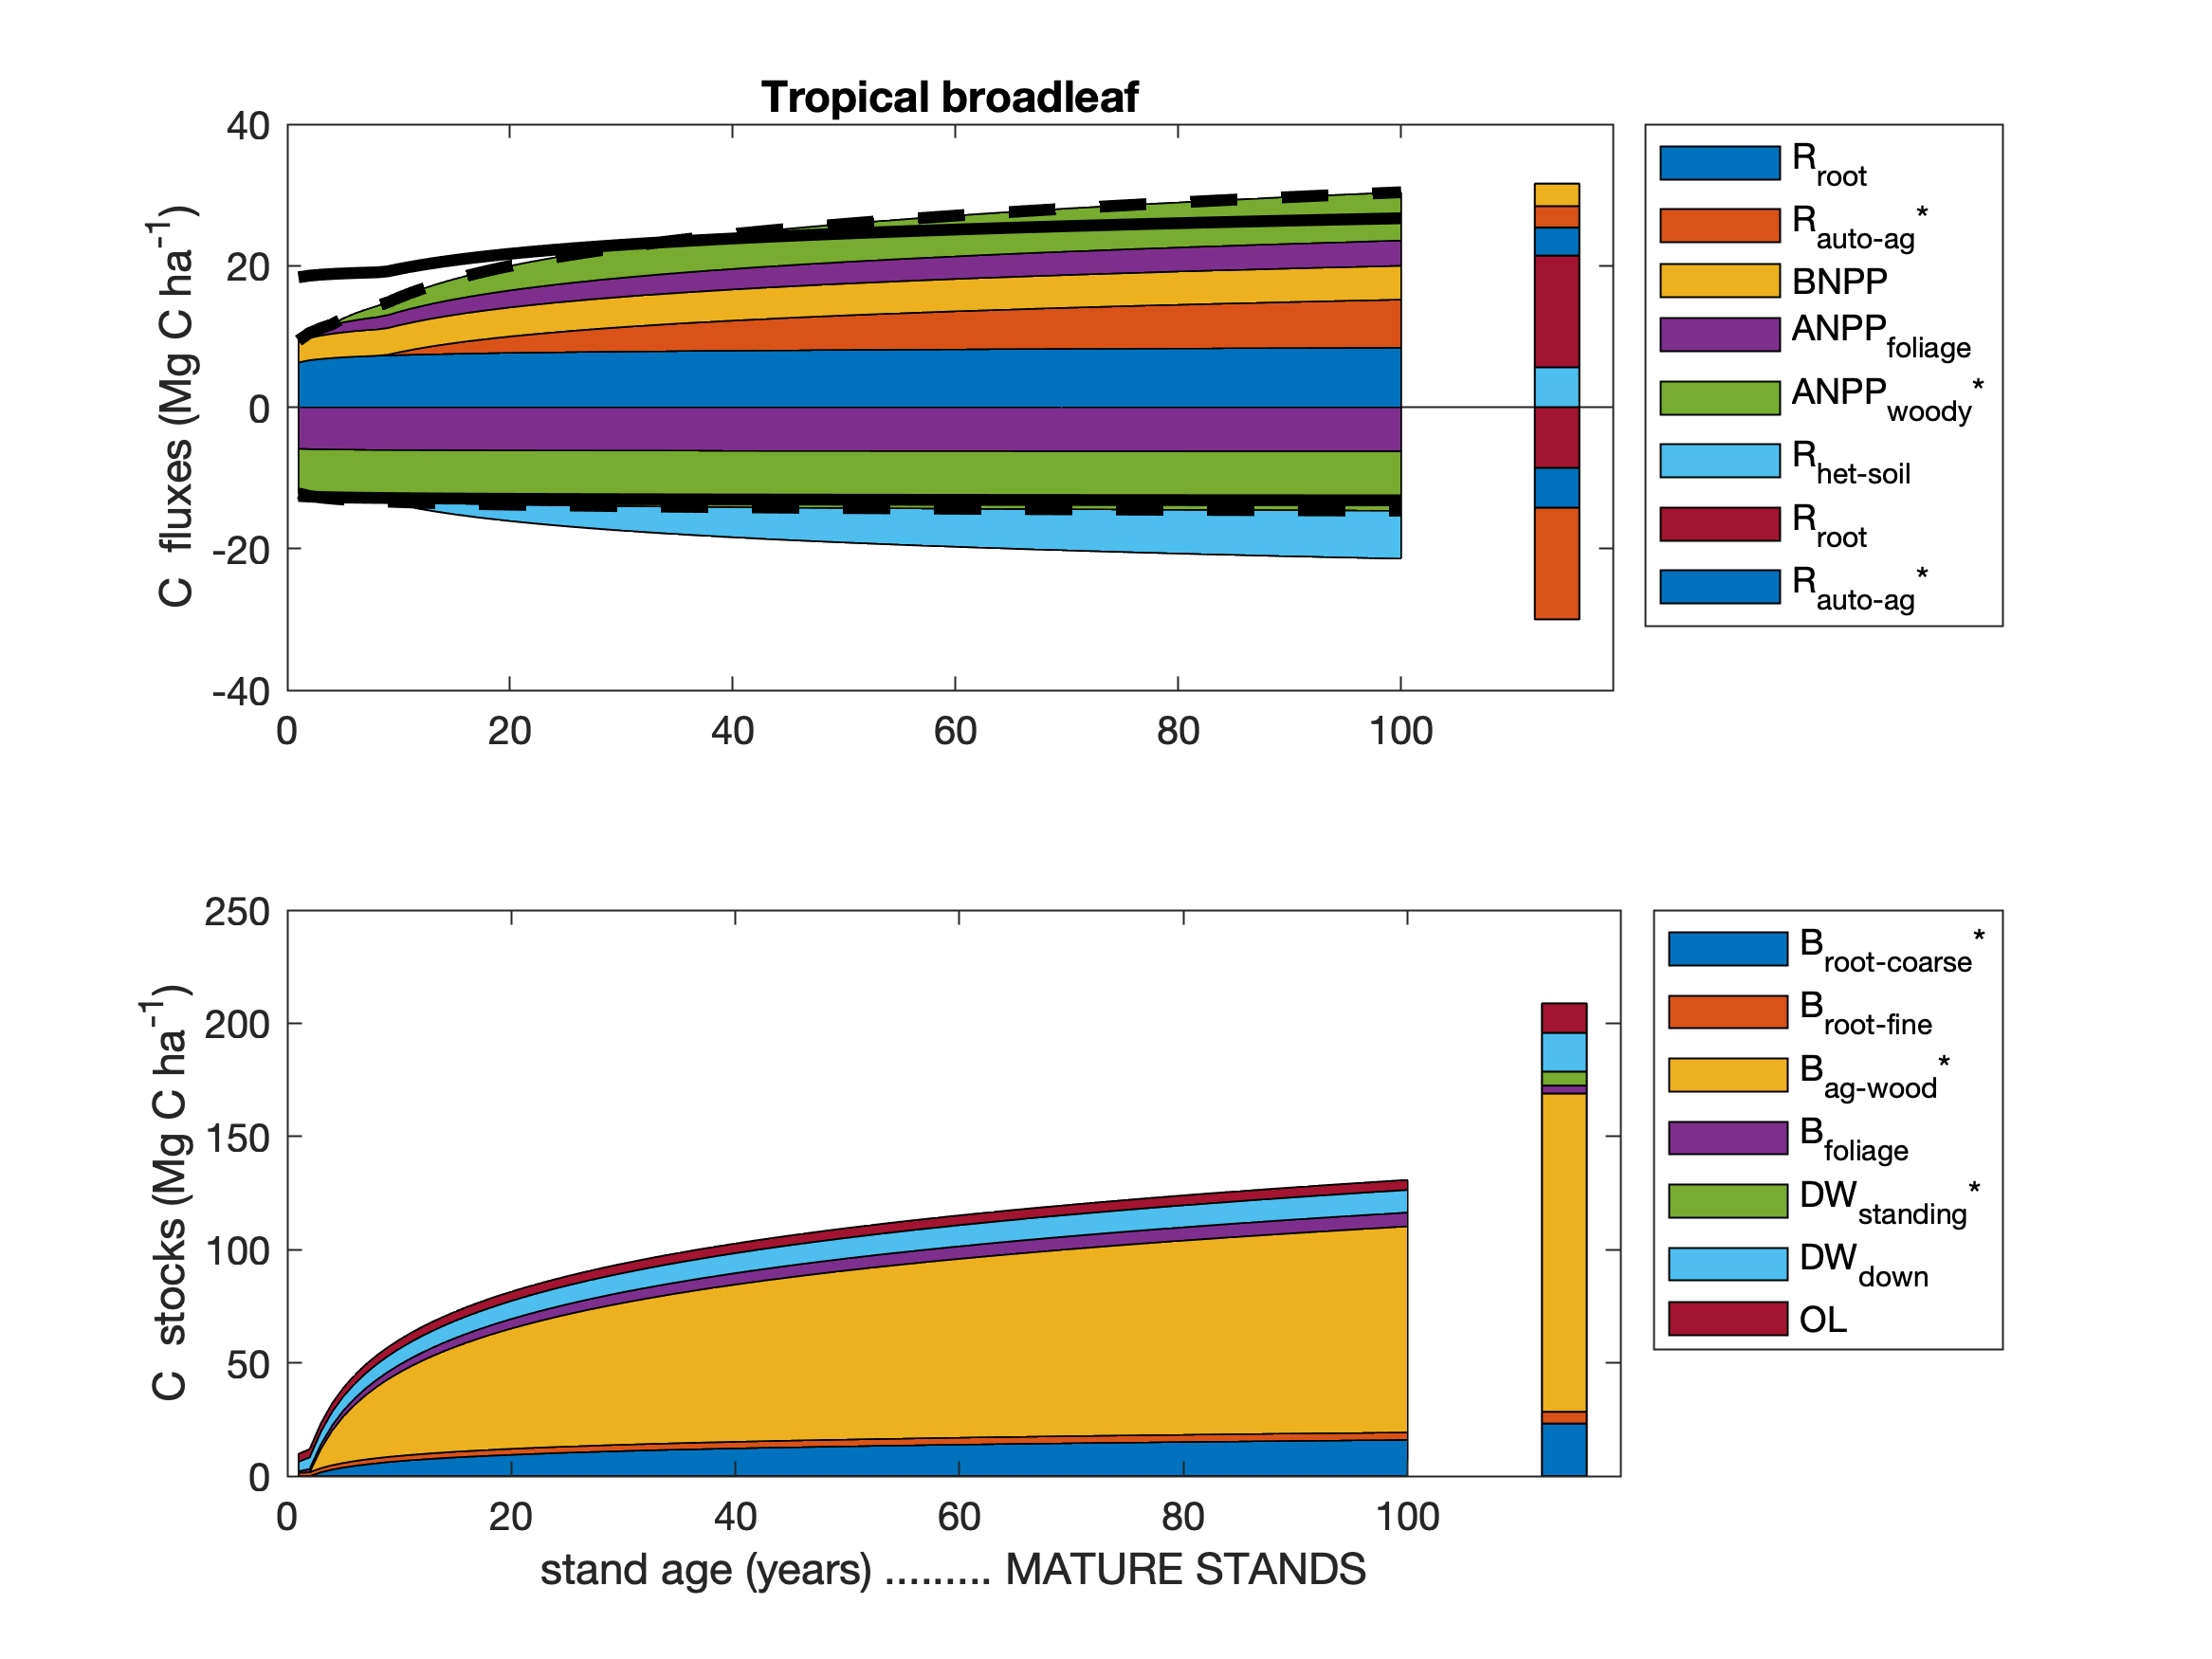 Tropical broadleaf
40
20
0
-20
-40
C fluxes (Mg C ha-1)
0 20 40 60 80 100
Rroot
Rauto-ag*
BNPP
ANPPfoliage
ANPPwoody*
Rhet-soil
Rroot
Rauto-ag*
250
200
150
100
50
0
C stocks (Mg C ha-1)
0 20 40 60 80 100
stand age (years) ......... MATURE STANDS
Broot-coarse*
Broot-fine
Bag-wood*
Bfoliage
DWstanding*
DWdown
OL